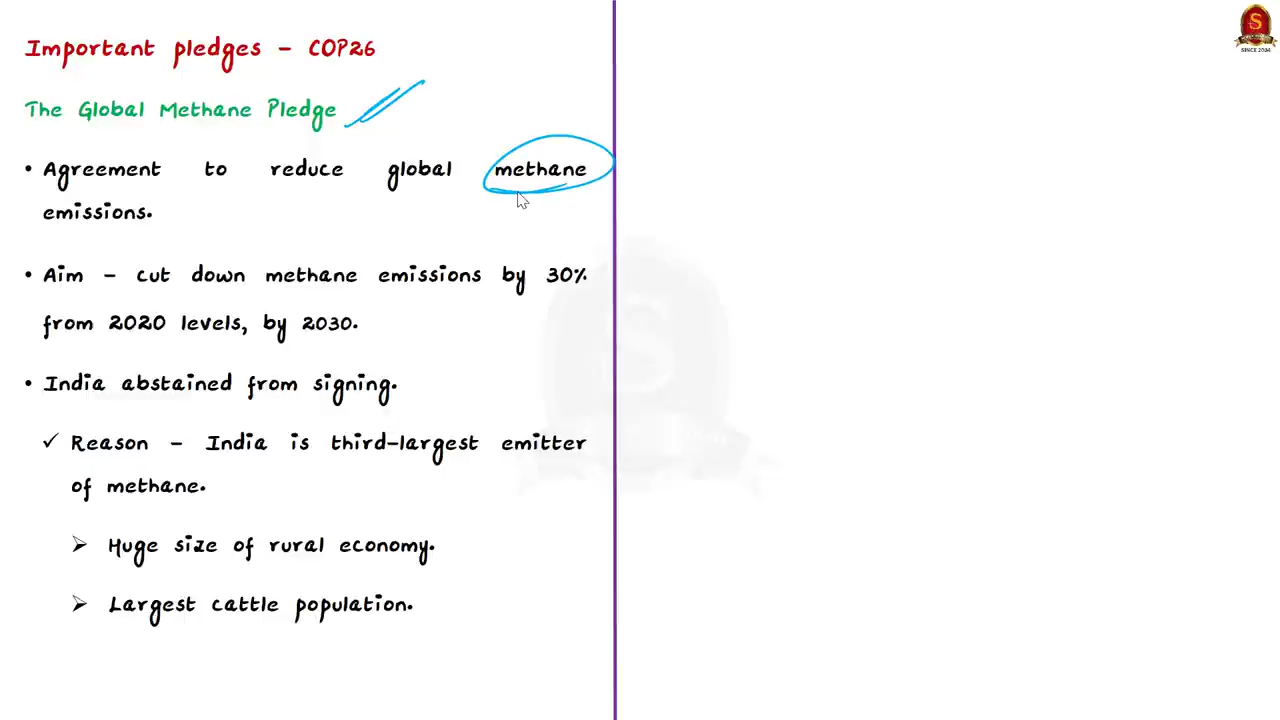 Important pledges - COP26
The Global Methane Pledge
• Agreement to reduce global methane
emissions.
• Aim - cut down methane emissions by 30%
from 2020 levels, by 2030.
• India abstained from signing.
✓ Reason - India is third-largest emitter
of methane.
➢ Huge size of rural economy.
➢ Largest cattle population.
S
SINCE 2004